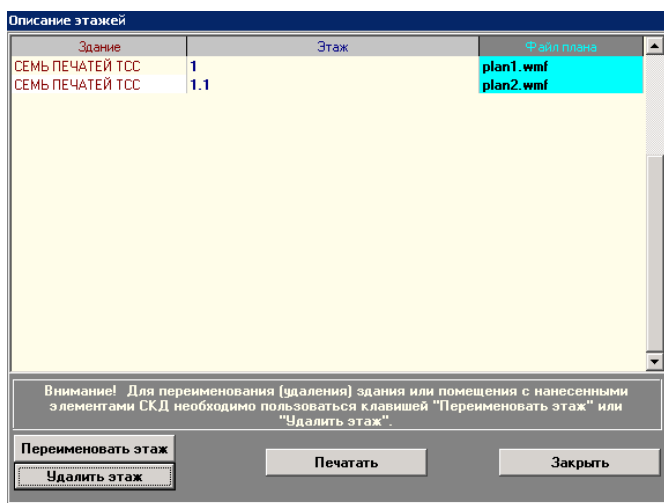 Описание этажей
Здание Этаж Файл плана
СЕМЬ ПЕЧАТЕЙ ТСС 1 plan1.wmf
СЕМЬ ПЕЧАТЕЙ ТСС 1.1 plan2.wmf
Внимание! Для переименования (удаления) здания или помещения с нанесенными
элементами СКД необходимо пользоваться клавишей "Переименовать этаж" или
"Удалить этаж".
Переименовать этаж
Удалить этаж
Печатать
Закрыть